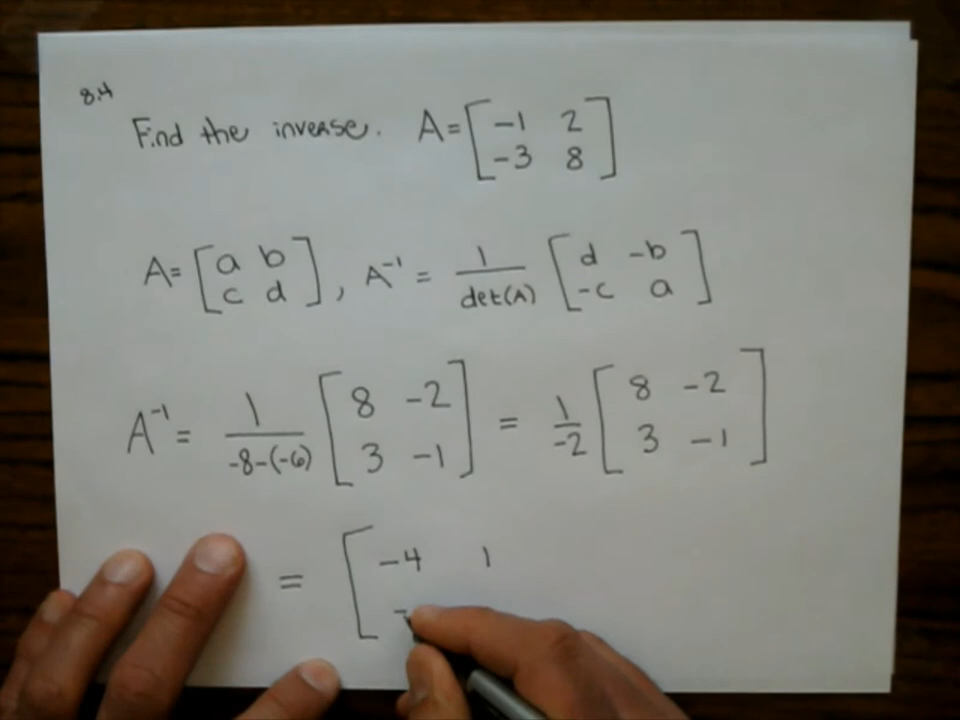 8.4
Find the inverse. A = [ -1 2
-3 8 ]
A = [ a b
c d ] , A⁻¹ = 1/det(A) [ d -b
-c a ]
A⁻¹ = 1/-8-(-6) [ 8 -2
3 -1 ] = 1/-2 [ 8 -2
3 -1 ]
= [ -4 1
-